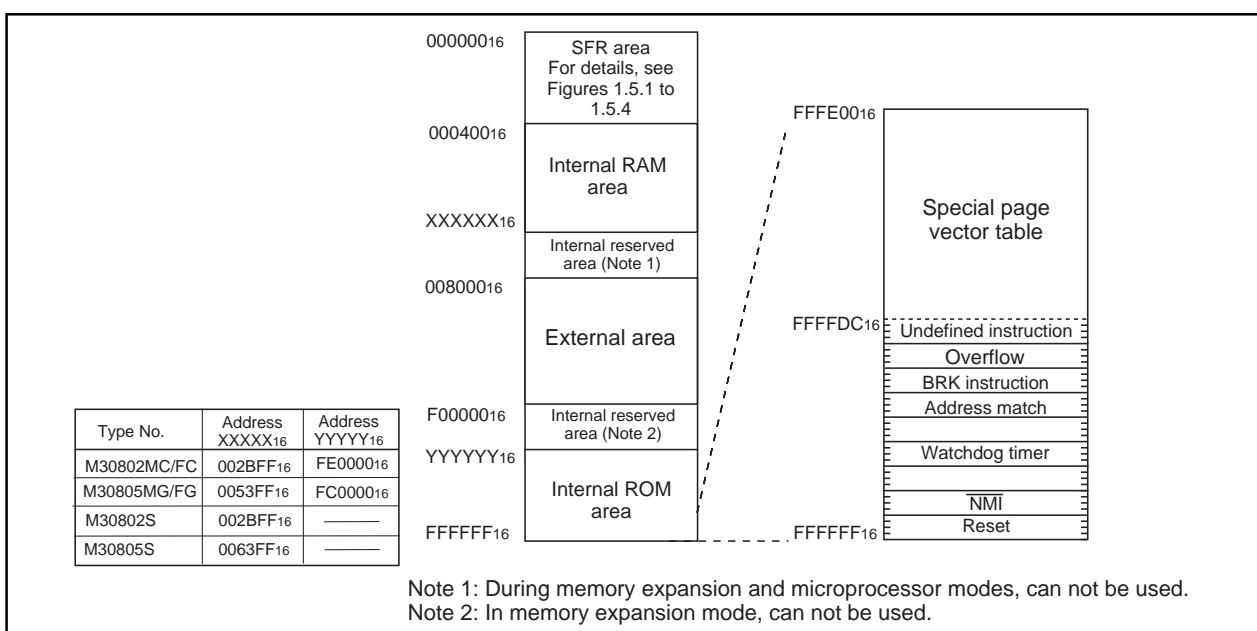 000000₁₆
SFR area
For details, see
Figures 1.5.1 to
1.5.4
000400₁₆
Internal RAM
area
XXXXXX₁₆
Internal reserved
area (Note 1)
008000₁₆
External area
F00000₁₆
Internal reserved
area (Note 2)
YYYYYY₁₆
Internal ROM
area
FFFFFF₁₆
FFFE00₁₆
Special page
vector table
FFFFDC₁₆
Undefined instruction
Overflow
BRK instruction
Address match
Watchdog timer
NMI
Reset
FFFFFF₁₆
Type No. Address XXXXX₁₆ Address YYYYY₁₆
M30802MC/FC 002BFF₁₆ FE0000₁₆
M30805MG/FG 0053FF₁₆ FC0000₁₆
M30802S 002BFF₁₆ ———
M30805S 0063FF₁₆ ———
Note 1: During memory expansion and microprocessor modes, can not be used.
Note 2: In memory expansion mode, can not be used.